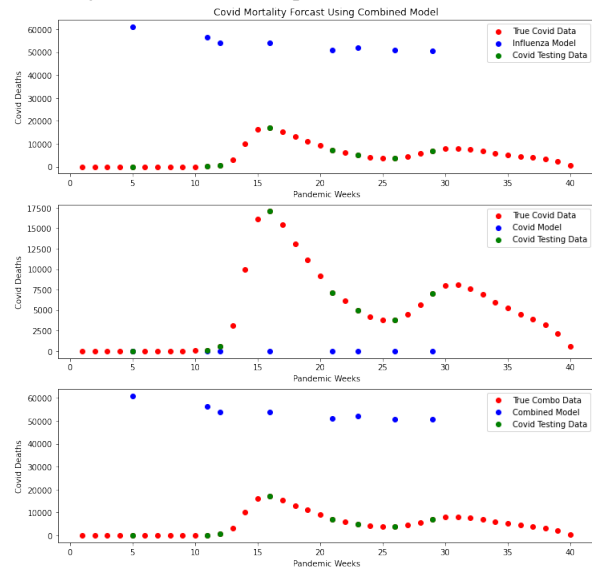 Covid Mortality Forcast Using Combined Model
60000
50000
40000
30000
20000
10000
0
Covid Deaths
True Covid Data
Influenza Model
Covid Testing Data
0 5 10 15 20 25 30 35 40
Pandemic Weeks
17500
15000
12500
10000
7500
5000
2500
0
Covid Deaths
True Covid Data
Covid Model
Covid Testing Data
0 5 10 15 20 25 30 35 40
Pandemic Weeks
60000
50000
40000
30000
20000
10000
0
Covid Deaths
True Combo Data
Combined Model
Covid Testing Data
0 5 10 15 20 25 30 35 40
Pandemic Weeks